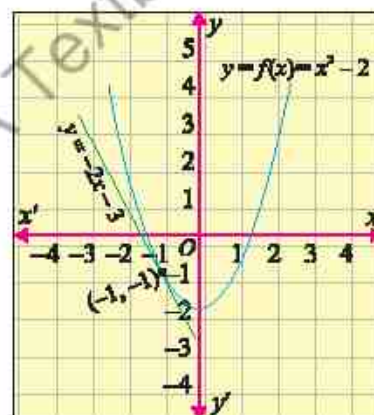 y
5
y = f(x) = x² – 2
4
3
y = –2x – 3
2
1
x′
O
x
–4 –3 –2 –1 1 2 3 4
–1
(–1, –1)
–2
–3
–4
y′